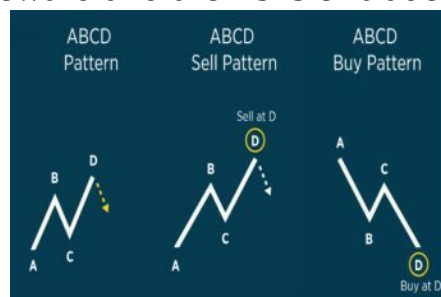 ABCD
Pattern
ABCD
Sell Pattern
ABCD
Buy Pattern
Sell at D
D
B
A
C
D
B
A
C
A
C
B
D
Buy at D